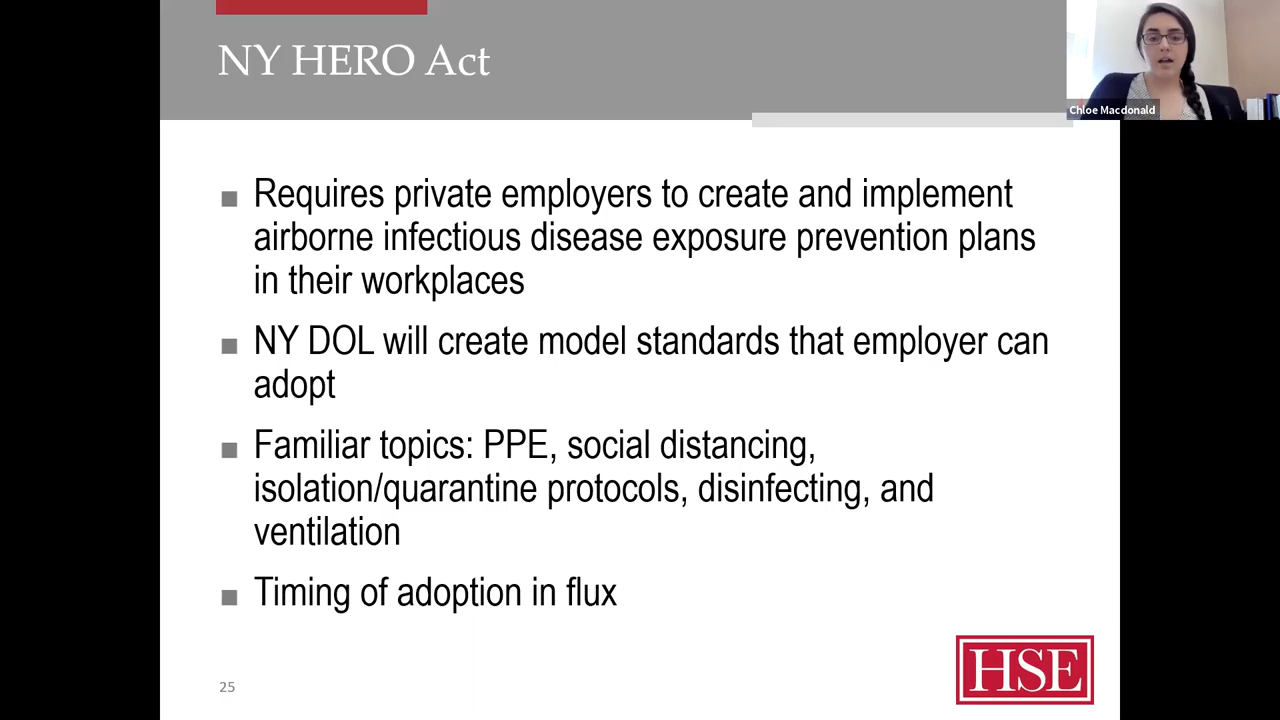 NY HERO Act
Chloe Macdonald
Requires private employers to create and implement
airborne infectious disease exposure prevention plans
in their workplaces
NY DOL will create model standards that employer can
adopt
Familiar topics: PPE, social distancing,
isolation/quarantine protocols, disinfecting, and
ventilation
Timing of adoption in flux
25
HSE